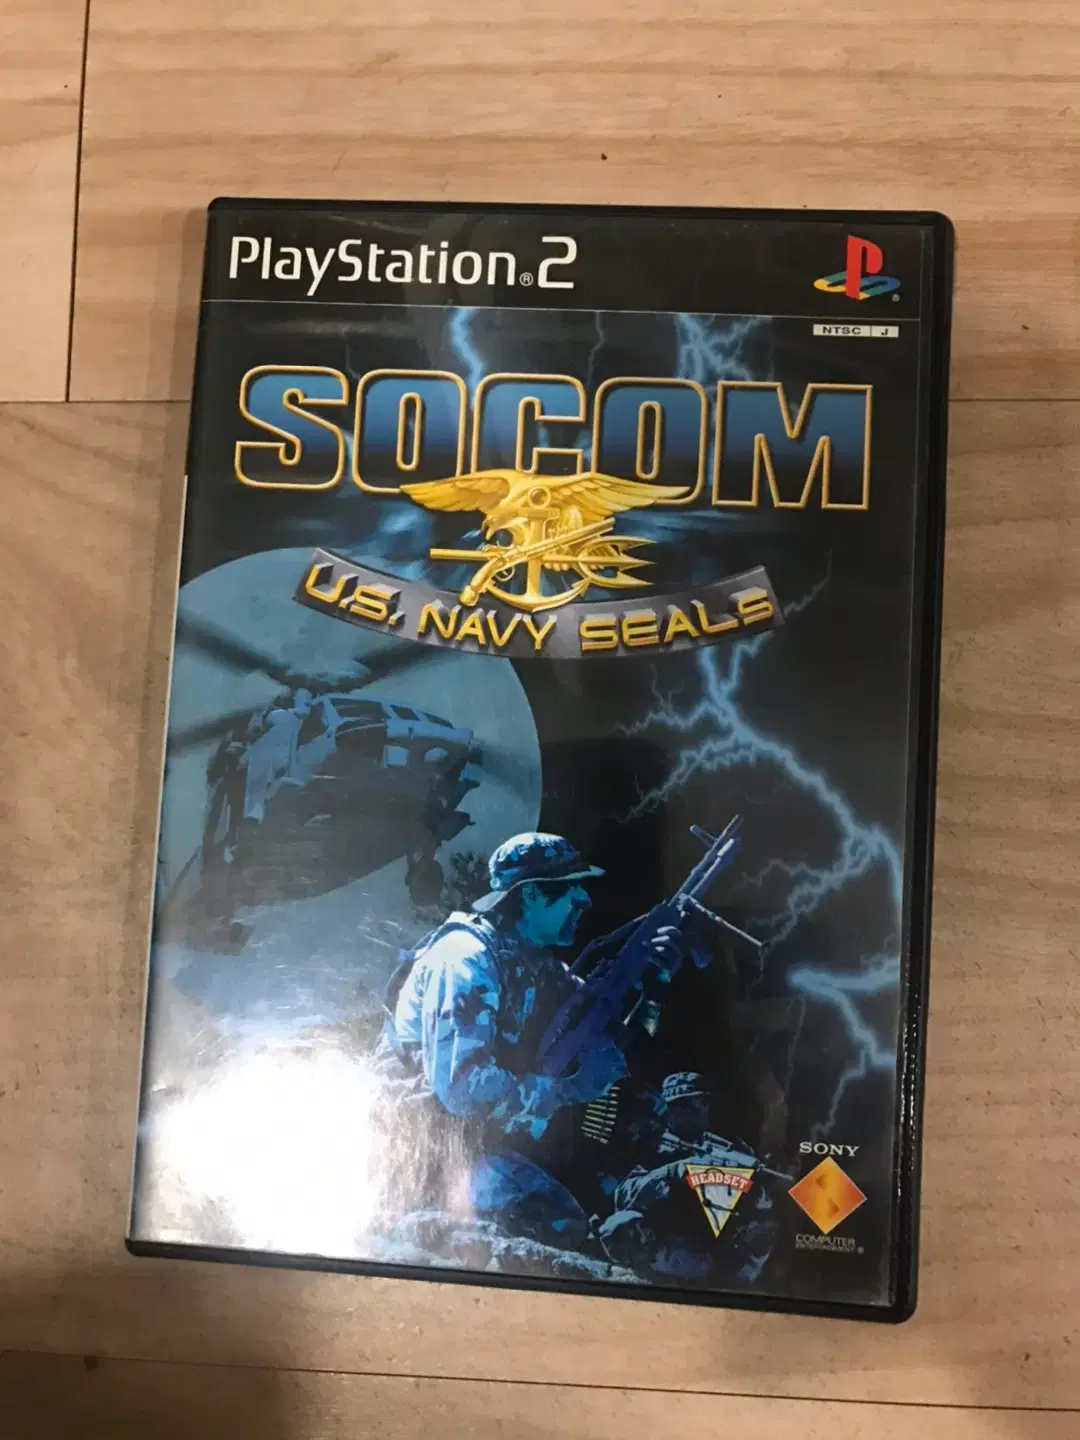 PlayStation®2
NTSC J
SOCOM
U.S. NAVY SEALS
HEADSET
SONY
COMPUTER
ENTERTAINMENT®